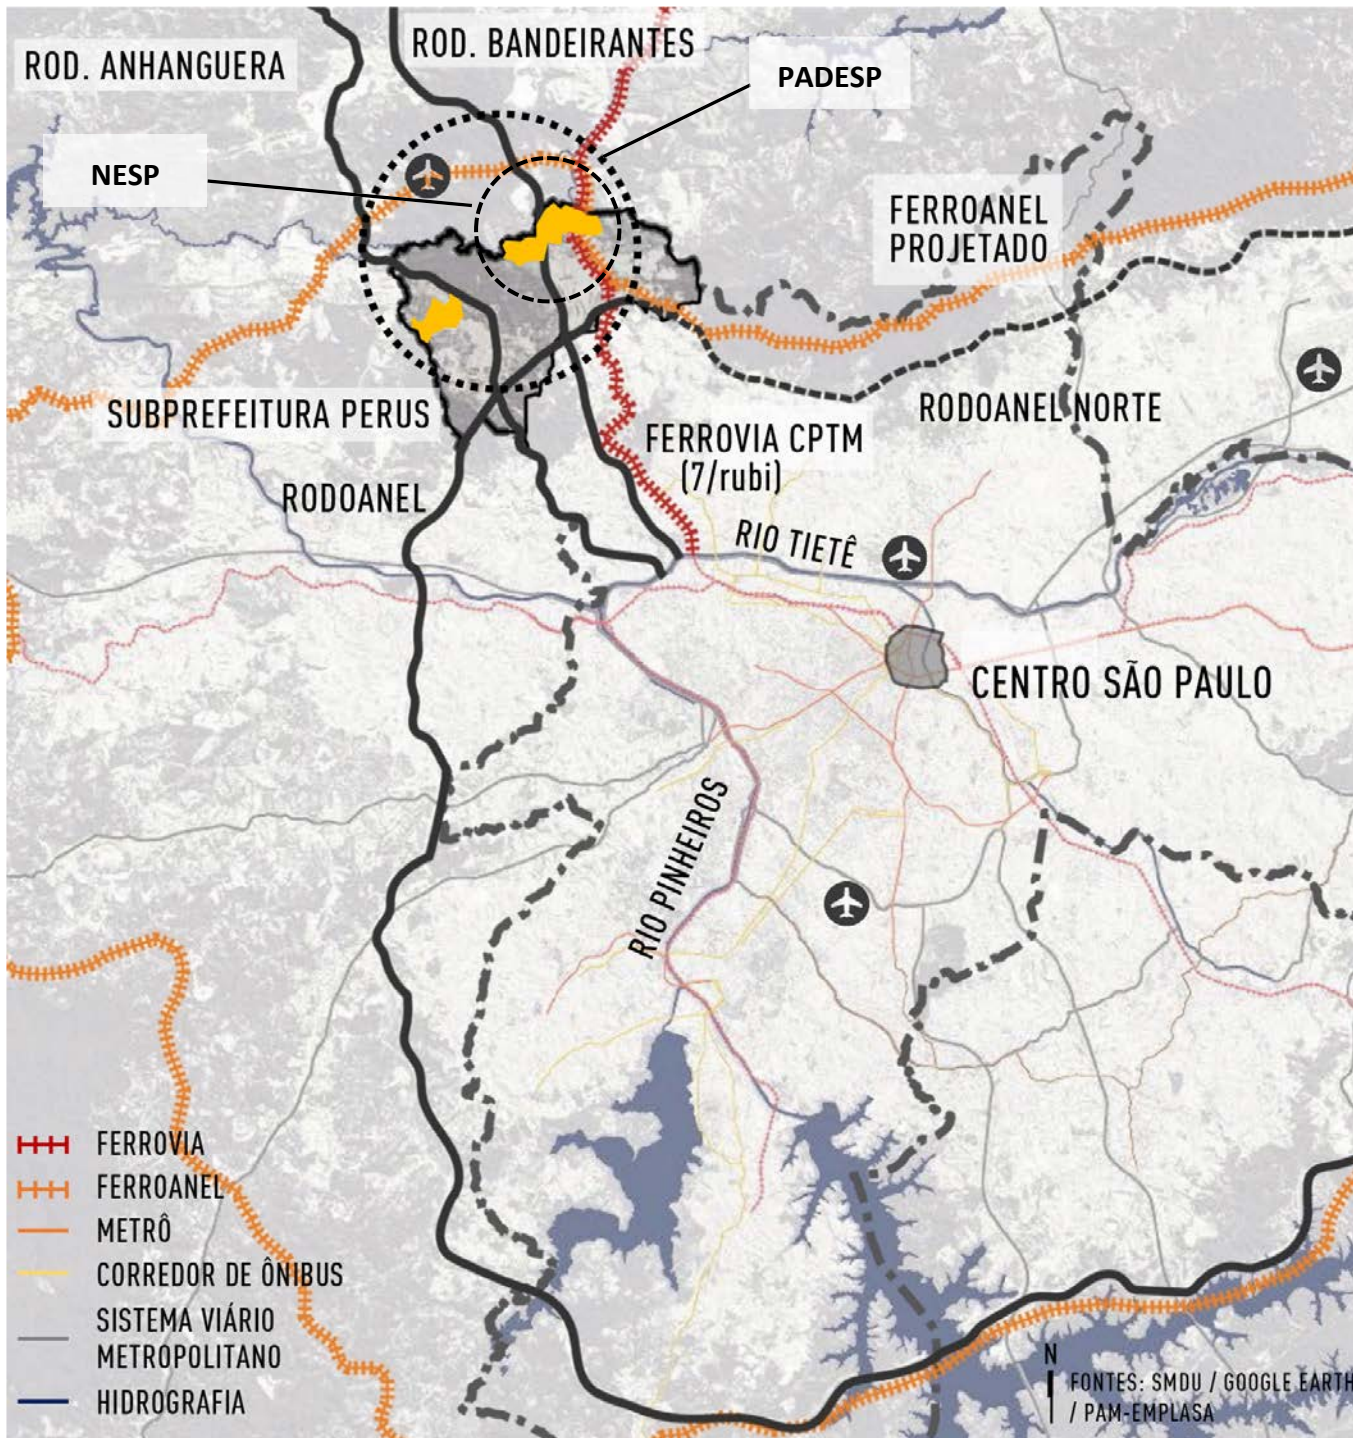 ROD. BANDEIRANTES
ROD. ANHANGUERA
PADESP
NESP
FERROANEL
PROJETADO
SUBPREFEITURA PERUS
RODOANEL NORTE
FERROVIA CPTM
(7/rubi)
RODOANEL
RIO TIETÊ
CENTRO SÃO PAULO
RIO PINHEIROS
FERROVIA
FERROANEL
METRÔ
CORREDOR DE ÔNIBUS
SISTEMA VIÁRIO
METROPOLITANO
HIDROGRAFIA
N
FONTES: SMDU / GOOGLE EARTH
/ PAM-EMPLASA